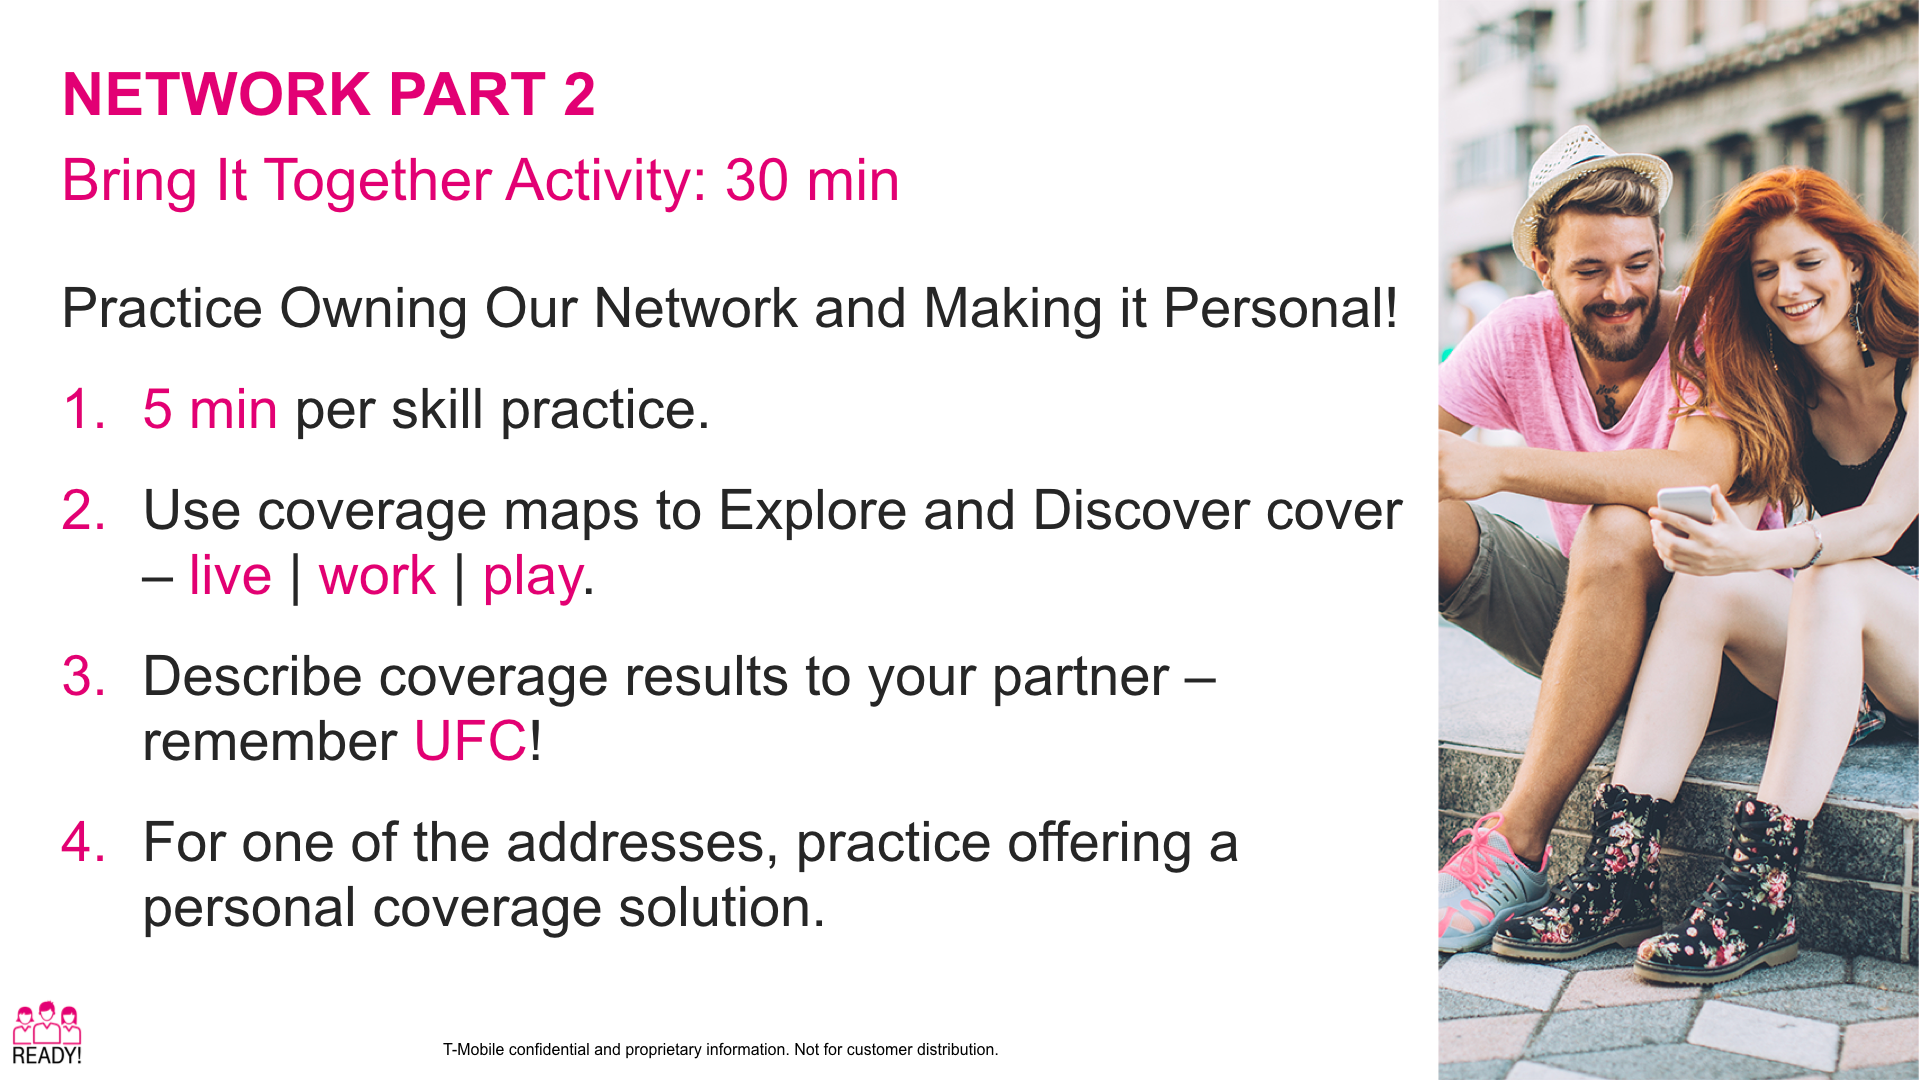 NETWORK PART 2
Bring It Together Activity: 30 min
Practice Owning Our Network and Making it Personal!
1. 5 min per skill practice.
2. Use coverage maps to Explore and Discover cover
– live | work | play.
3. Describe coverage results to your partner –
remember UFC!
4. For one of the addresses, practice offering a
personal coverage solution.
READY!
T-Mobile confidential and proprietary information. Not for customer distribution.